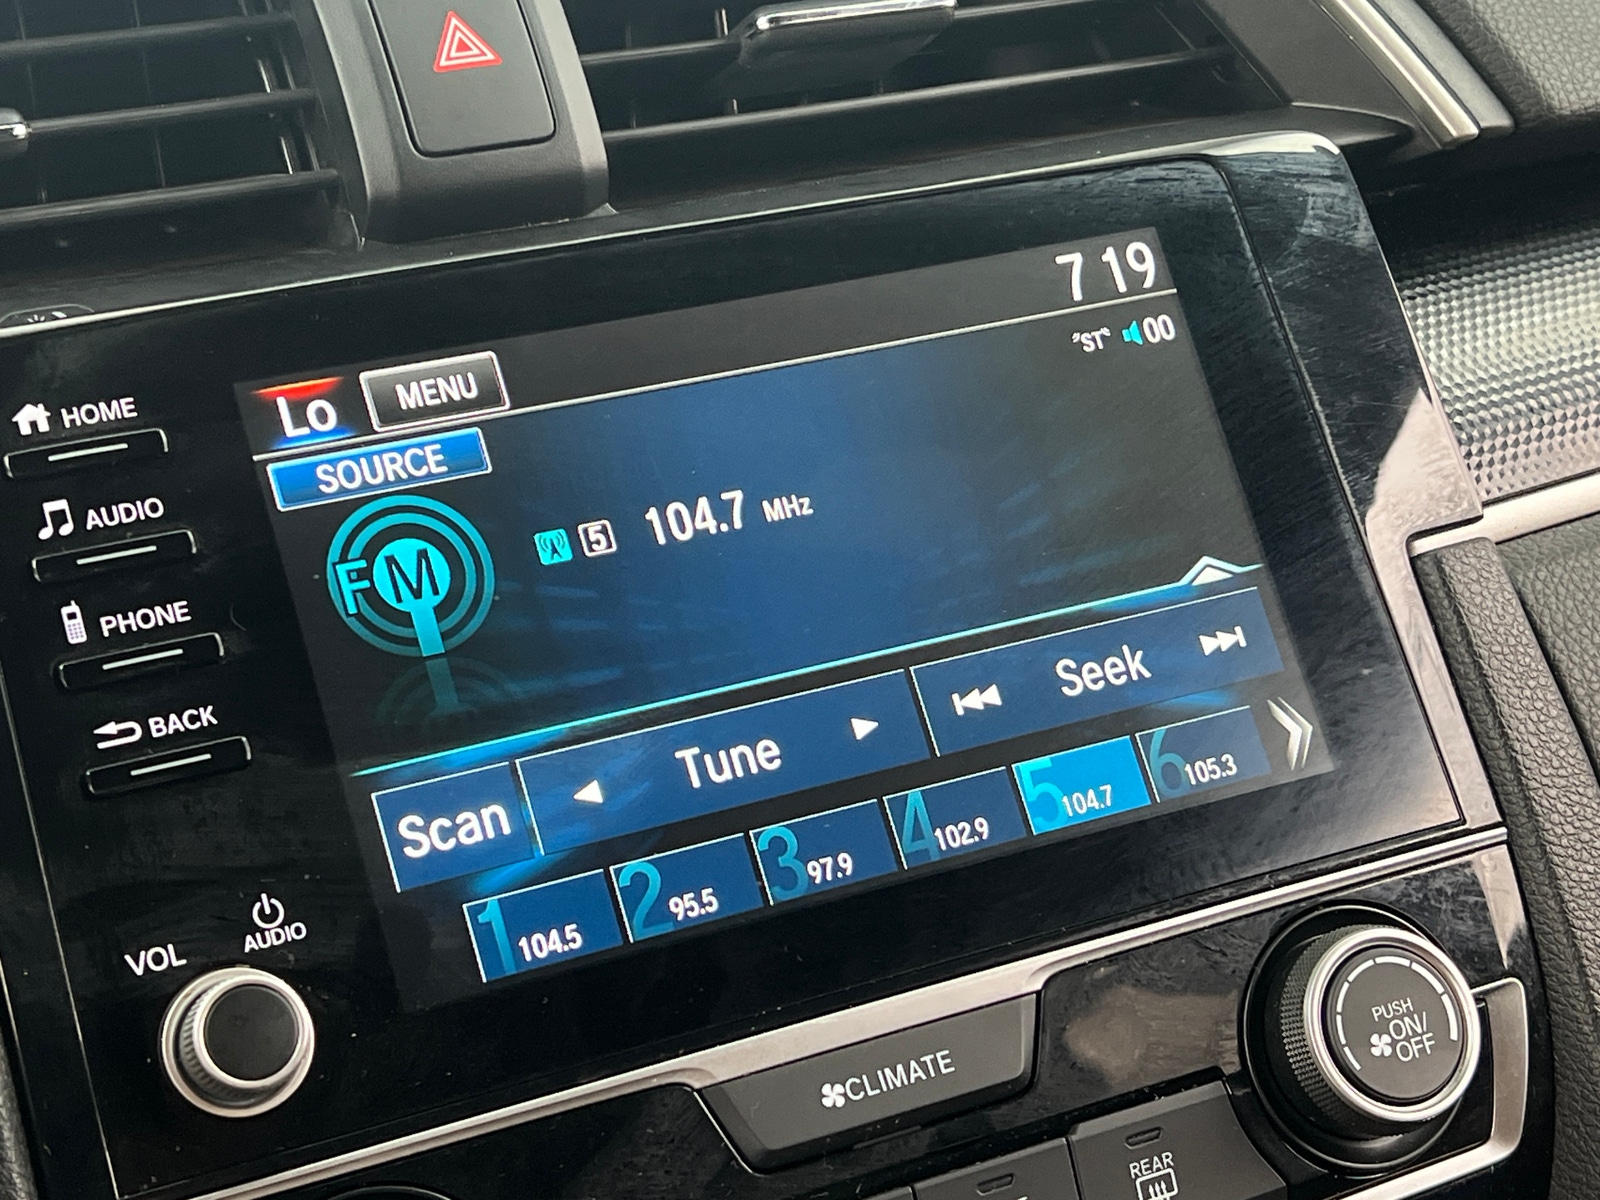 7 19
"ST" 00
HOME
Lo MENU
SOURCE
AUDIO
FM 5 104.7 MHz
PHONE
BACK
Scan Tune Seek
1 104.5 2 95.5 3 97.9 4 102.9 5 104.7 6 105.3
VOL AUDIO
PUSH
ON/
OFF
CLIMATE
REAR